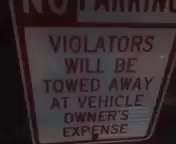 NO PARKING
VIOLATORS
WILL BE
TOWED AWAY
AT VEHICLE
OWNER'S
EXPENSE